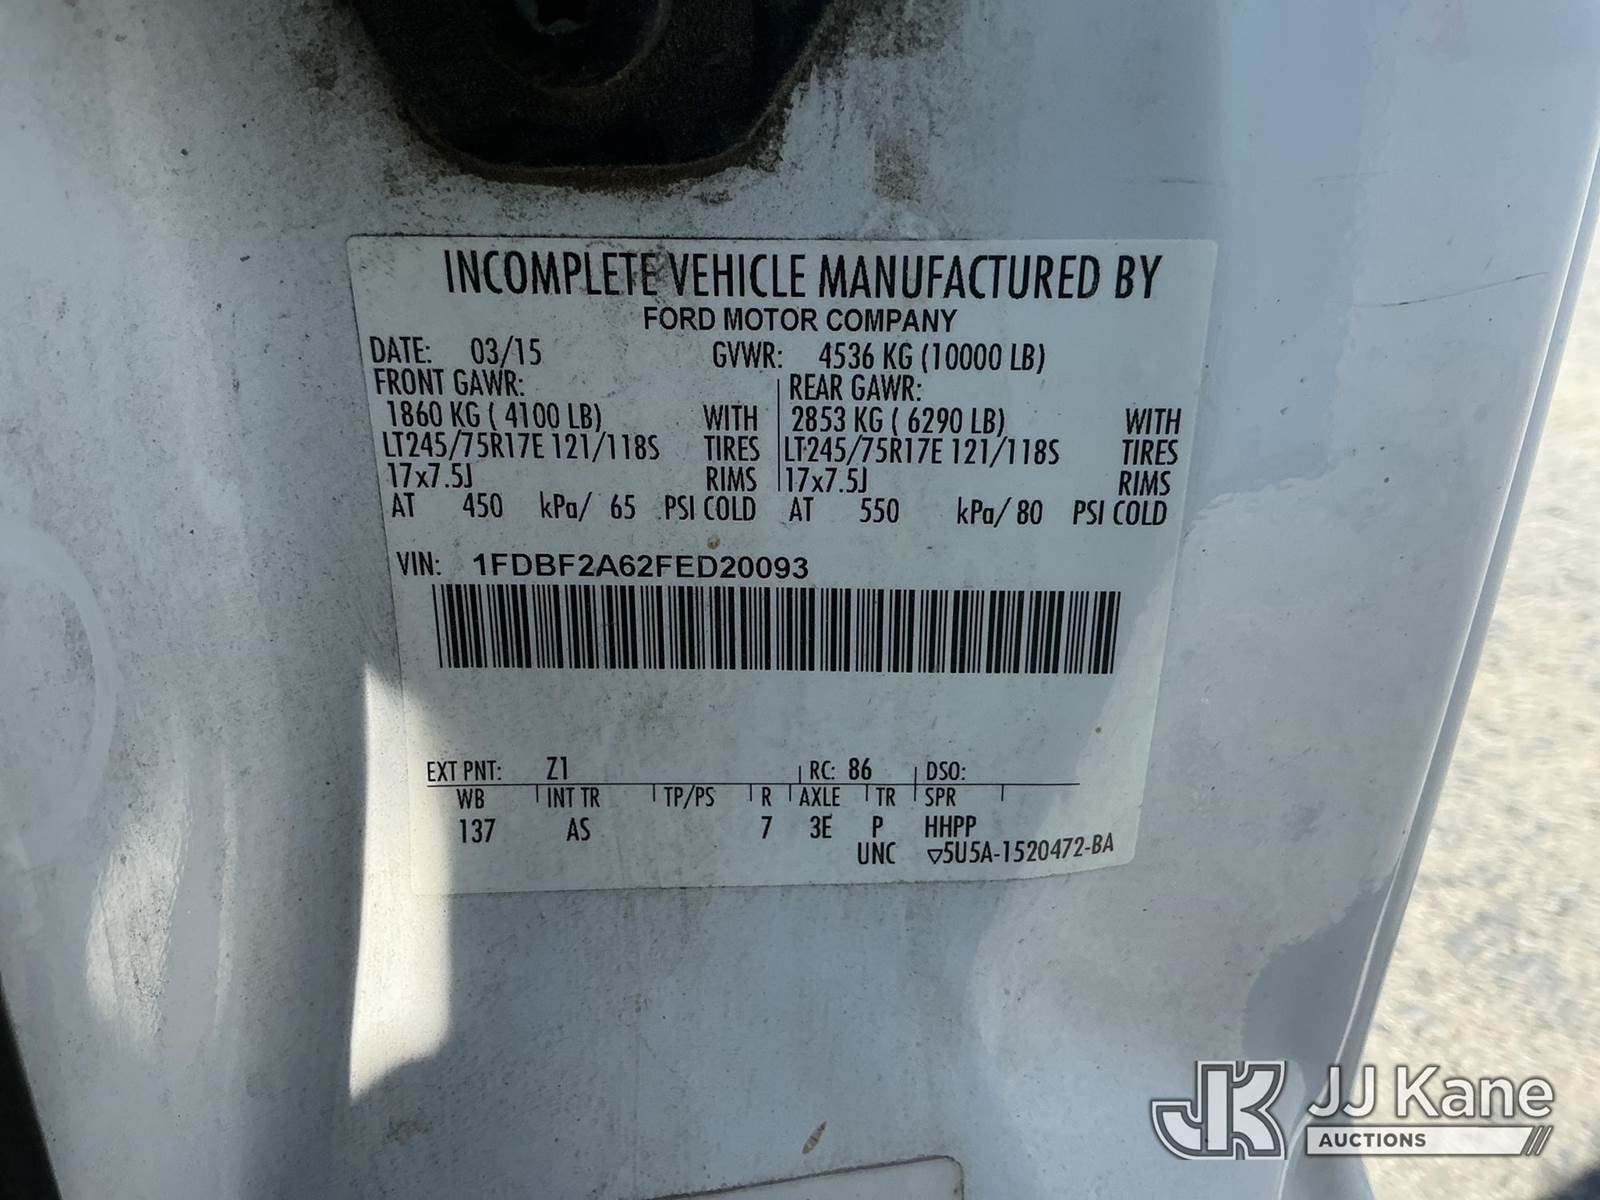 INCOMPLETE VEHICLE MANUFACTURED BY
FORD MOTOR COMPANY
DATE: 03/15 GVWR: 4536 KG (10000 LB)
FRONT GAWR: REAR GAWR:
1860 KG ( 4100 LB) WITH 2853 KG ( 6290 LB) WITH
LT245/75R17E 121/118S TIRES LT245/75R17E 121/118S TIRES
17x7.5J RIMS 17x7.5J RIMS
AT 450 kPa/ 65 PSI COLD AT 550 kPa/ 80 PSI COLD
VIN: 1FDBF2A62FED20093
EXT PNT: Z1 RC: 86 DSO:
WB INT TR TP/PS R AXLE TR SPR
137 AS 7 3E P HHPP
UNC ▽5U5A-1520472-BA
JK JJ Kane
AUCTIONS